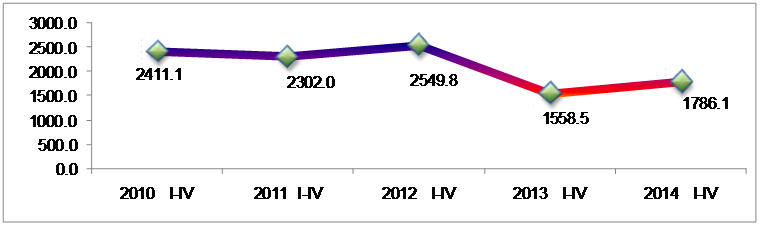 3000.0
2500.0
2000.0
1500.0
1000.0
500.0
0.0
2411.1
2302.0
2549.8
1558.5
1786.1
2010 I-IV
2011 I-IV
2012 I-IV
2013 I-IV
2014 I-IV